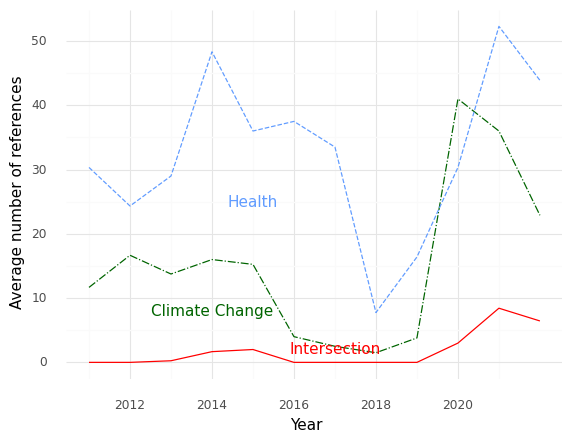 Average number of references
50
40
30
20
10
0
Health
Climate Change
Intersection
2012 2014 2016 2018 2020
Year